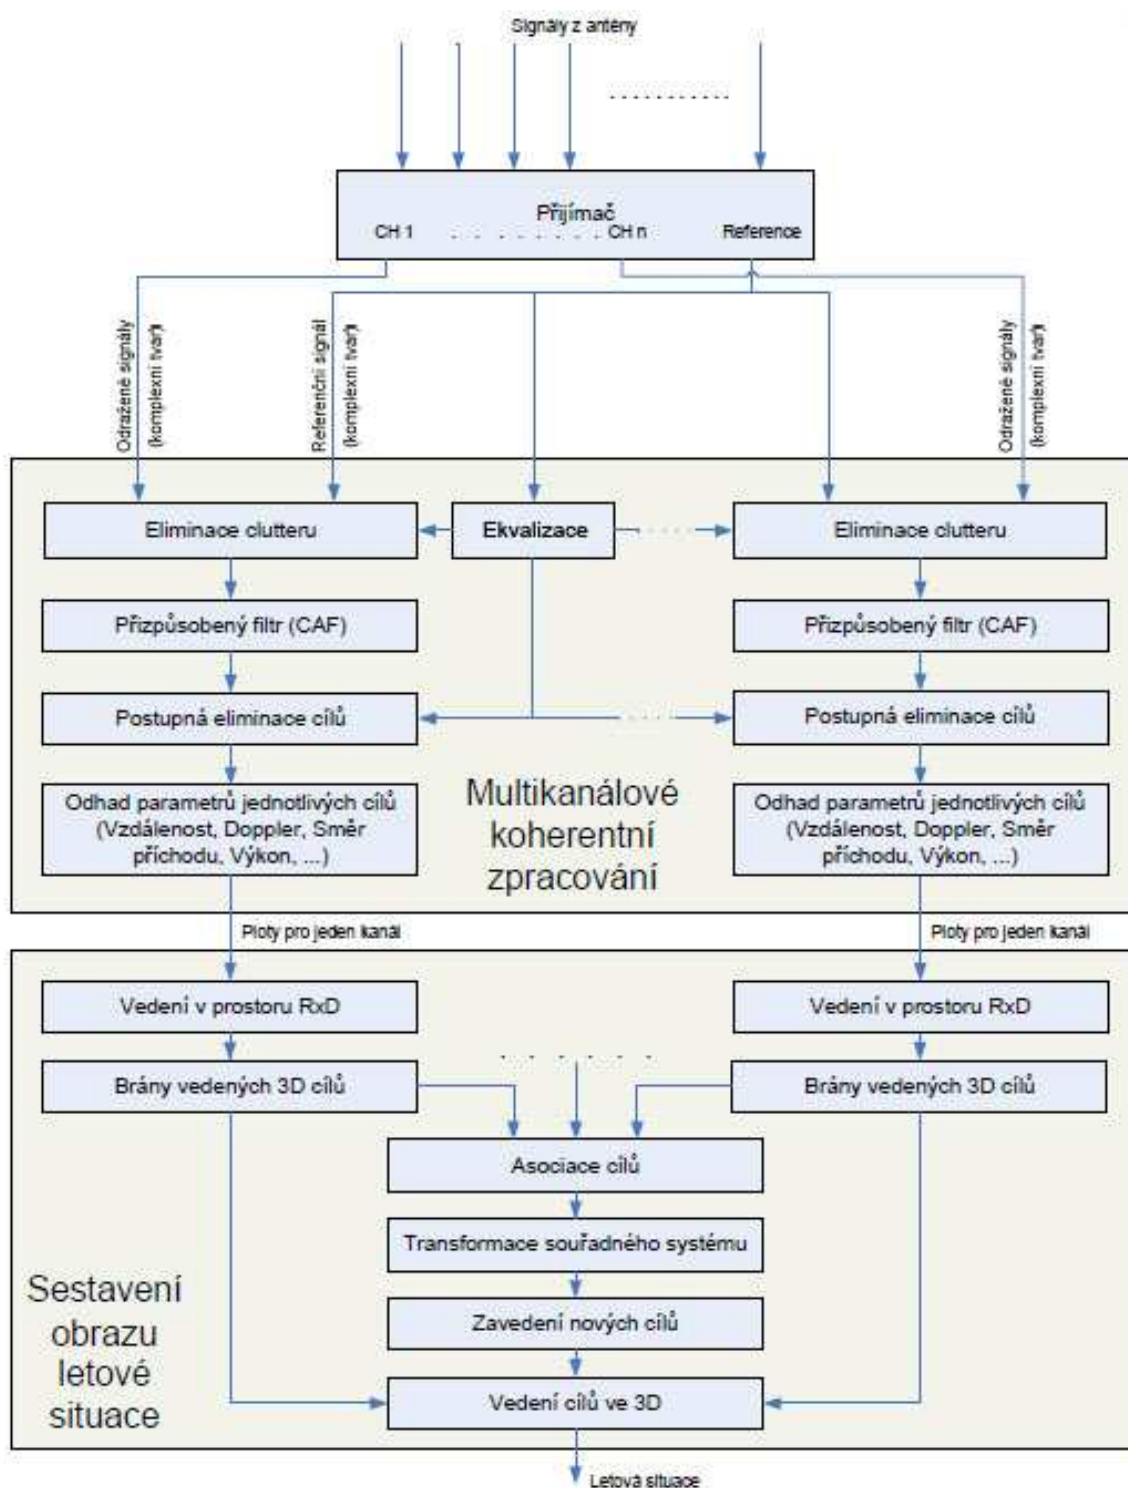 Signály z antény
Přijímač
CH 1 . . . . . . . . CH n Reference
Odražené signály
(komplexní tvar)
Referenční signál
(komplexní tvar)
Odražené signály
(komplexní tvar)
Eliminace clutteru
Ekvalizace
Eliminace clutteru
Přizpůsobený filtr (CAF)
Přizpůsobený filtr (CAF)
Postupná eliminace cílů
Postupná eliminace cílů
Odhad parametrů jednotlivých cílů
(Vzdálenost, Doppler, Směr
příchodu, Výkon, ...)
Multikanálové
koherentní
zpracování
Odhad parametrů jednotlivých cílů
(Vzdálenost, Doppler, Směr
příchodu, Výkon, ...)
Ploty pro jeden kanál
Ploty pro jeden kanál
Vedení v prostoru RxD
Vedení v prostoru RxD
Brány vedených 3D cílů
Brány vedených 3D cílů
Asociace cílů
Transformace souřadného systému
Zavedení nových cílů
Vedení cílů ve 3D
Sestavení
obrazu
letové
situace
Letová situace